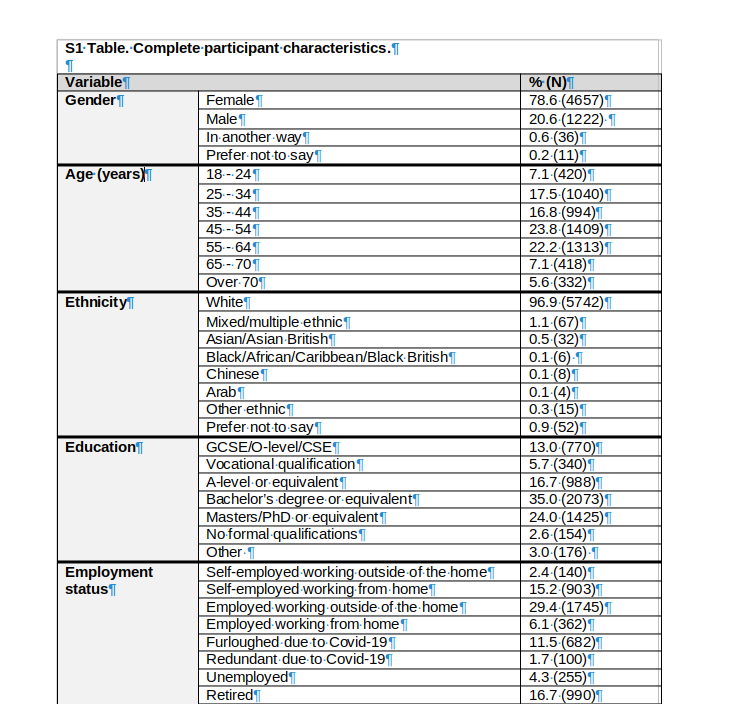 S1 Table. Complete participant characteristics.
Variable % (N)
Gender Female 78.6 (4657)
Male 20.6 (1222)
In another way 0.6 (36)
Prefer not to say 0.2 (11)
Age (years) 18 - 24 7.1 (420)
25 - 34 17.5 (1040)
35 - 44 16.8 (994)
45 - 54 23.8 (1409)
55 - 64 22.2 (1313)
65 - 70 7.1 (418)
Over 70 5.6 (332)
Ethnicity White 96.9 (5742)
Mixed/multiple ethnic 1.1 (67)
Asian/Asian British 0.5 (32)
Black/African/Caribbean/Black British 0.1 (6)
Chinese 0.1 (8)
Arab 0.1 (4)
Other ethnic 0.3 (15)
Prefer not to say 0.9 (52)
Education GCSE/O-level/CSE 13.0 (770)
Vocational qualification 5.7 (340)
A-level or equivalent 16.7 (988)
Bachelor's degree or equivalent 35.0 (2073)
Masters/PhD or equivalent 24.0 (1425)
No formal qualifications 2.6 (154)
Other 3.0 (176)
Employment Self-employed working outside of the home 2.4 (140)
status Self-employed working from home 15.2 (903)
Employed working outside of the home 29.4 (1745)
Employed working from home 6.1 (362)
Furloughed due to Covid-19 11.5 (682)
Redundant due to Covid-19 1.7 (100)
Unemployed 4.3 (255)
Retired 16.7 (990)